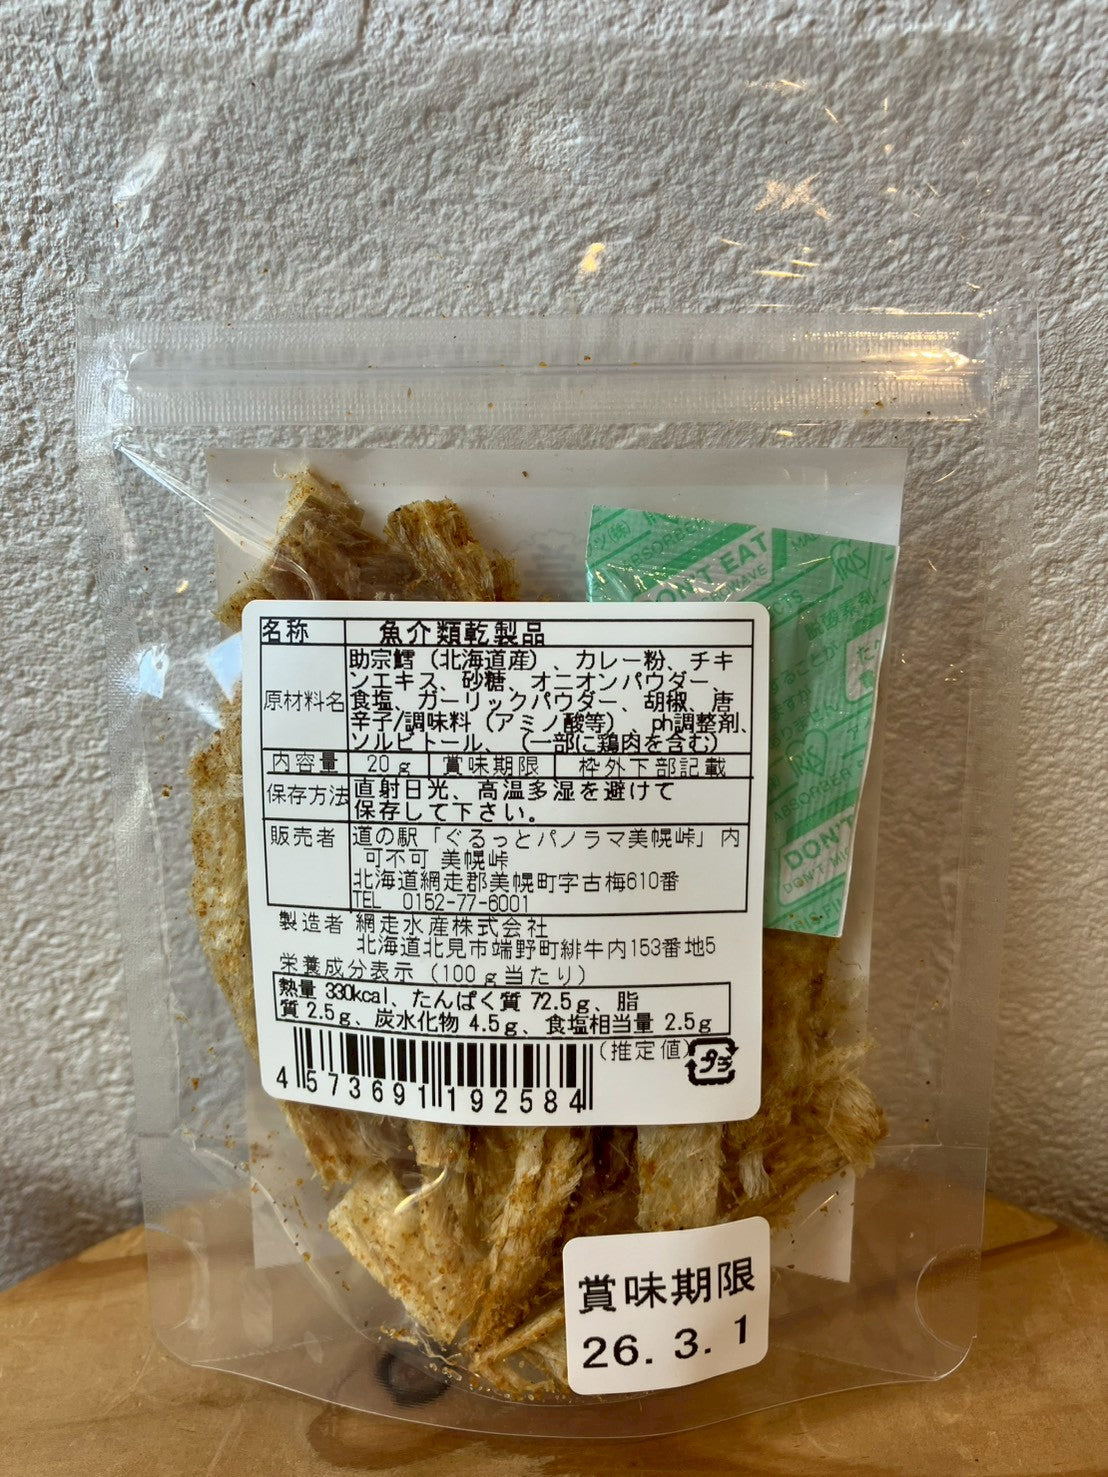 DON'T EAT
名称 魚介類乾製品
原材料名 助宗鱈（北海道産）、カレー粉、チキ
ンエキス、砂糖、オニオンパウダー、
食塩、ガーリックパウダー、胡椒、唐
辛子/調味料（アミノ酸等）、ph調整剤、
ソルビトール、（一部に鶏肉を含む）
内容量 20g 賞味期限 枠外下部記載
保存方法 直射日光、高温多湿を避けて
保存して下さい。
販売者 道の駅「ぐるっとパノラマ美幌峠」内
可不可 美幌峠
北海道網走郡美幌町字古梅610番
TEL 0152-77-6001
製造者 網走水産株式会社
北海道北見市端野町緋牛内153番地5
栄養成分表示（100g当たり）
熱量 330kcal、たんぱく質 72.5g、脂
質 2.5g、炭水化物 4.5g、食塩相当量 2.5g
（推定値）
プラ
4573691192584
DON'T
賞味期限
26.3.1